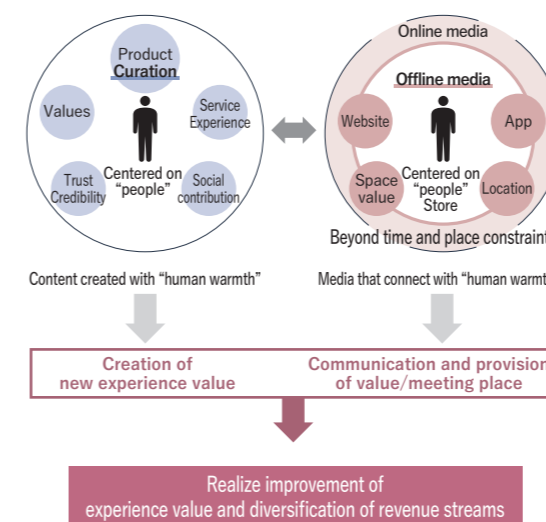 Product
Curation
Values
Service
Experience
Trust
Credibility
Social
contribution
Centered on
“people”
Content created with “human warmth”
Online media
Offline media
Website
App
Space
value
Location
Centered on
“people”
Store
Beyond time and place constraint
Media that connect with “human warmt
Creation of
new experience value
Communication and provision
of value/meeting place
Realize improvement of
experience value and diversification of revenue streams